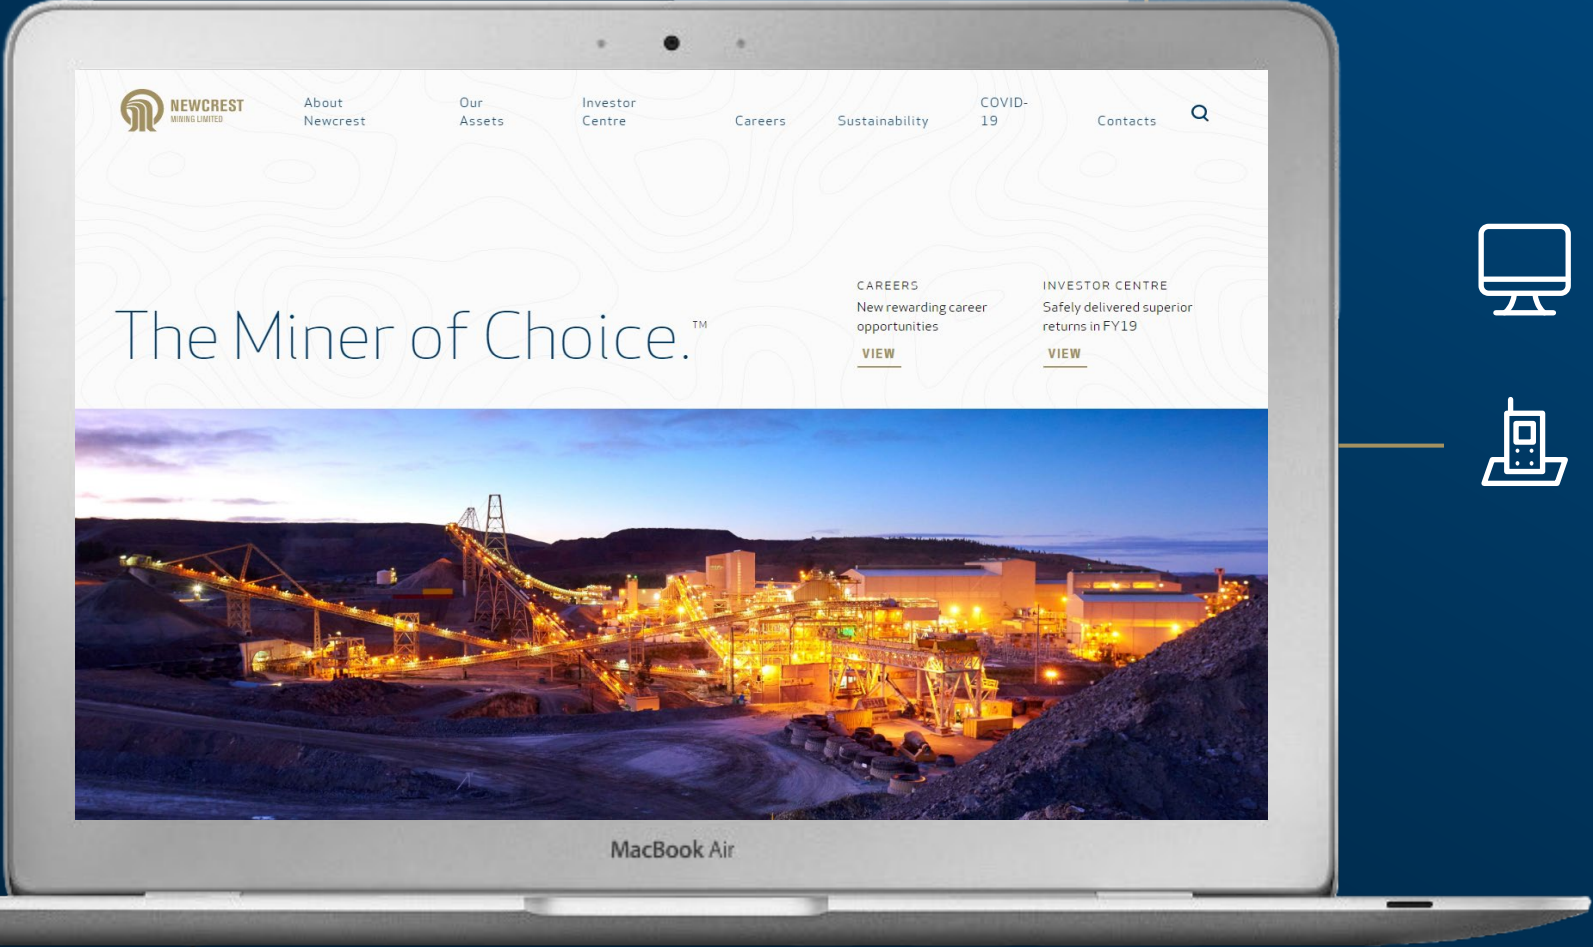 NEWCREST
MINING LIMITED
About
Newcrest
Our
Assets
Investor
Centre
Careers
Sustainability
COVID-
19
Contacts
The Miner of Choice.™
CAREERS
New rewarding career
opportunities
VIEW
INVESTOR CENTRE
Safely delivered superior
returns in FY19
VIEW
MacBook Air